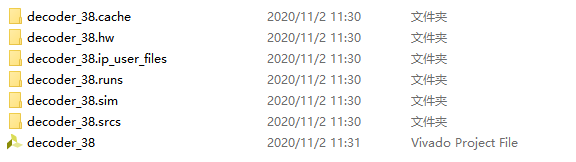 decoder_38.cache 2020/11/2 11:30 文件夹
decoder_38.hw 2020/11/2 11:30 文件夹
decoder_38.ip_user_files 2020/11/2 11:30 文件夹
decoder_38.runs 2020/11/2 11:30 文件夹
decoder_38.sim 2020/11/2 11:30 文件夹
decoder_38.srcs 2020/11/2 11:30 文件夹
decoder_38 2020/11/2 11:31 Vivado Project File